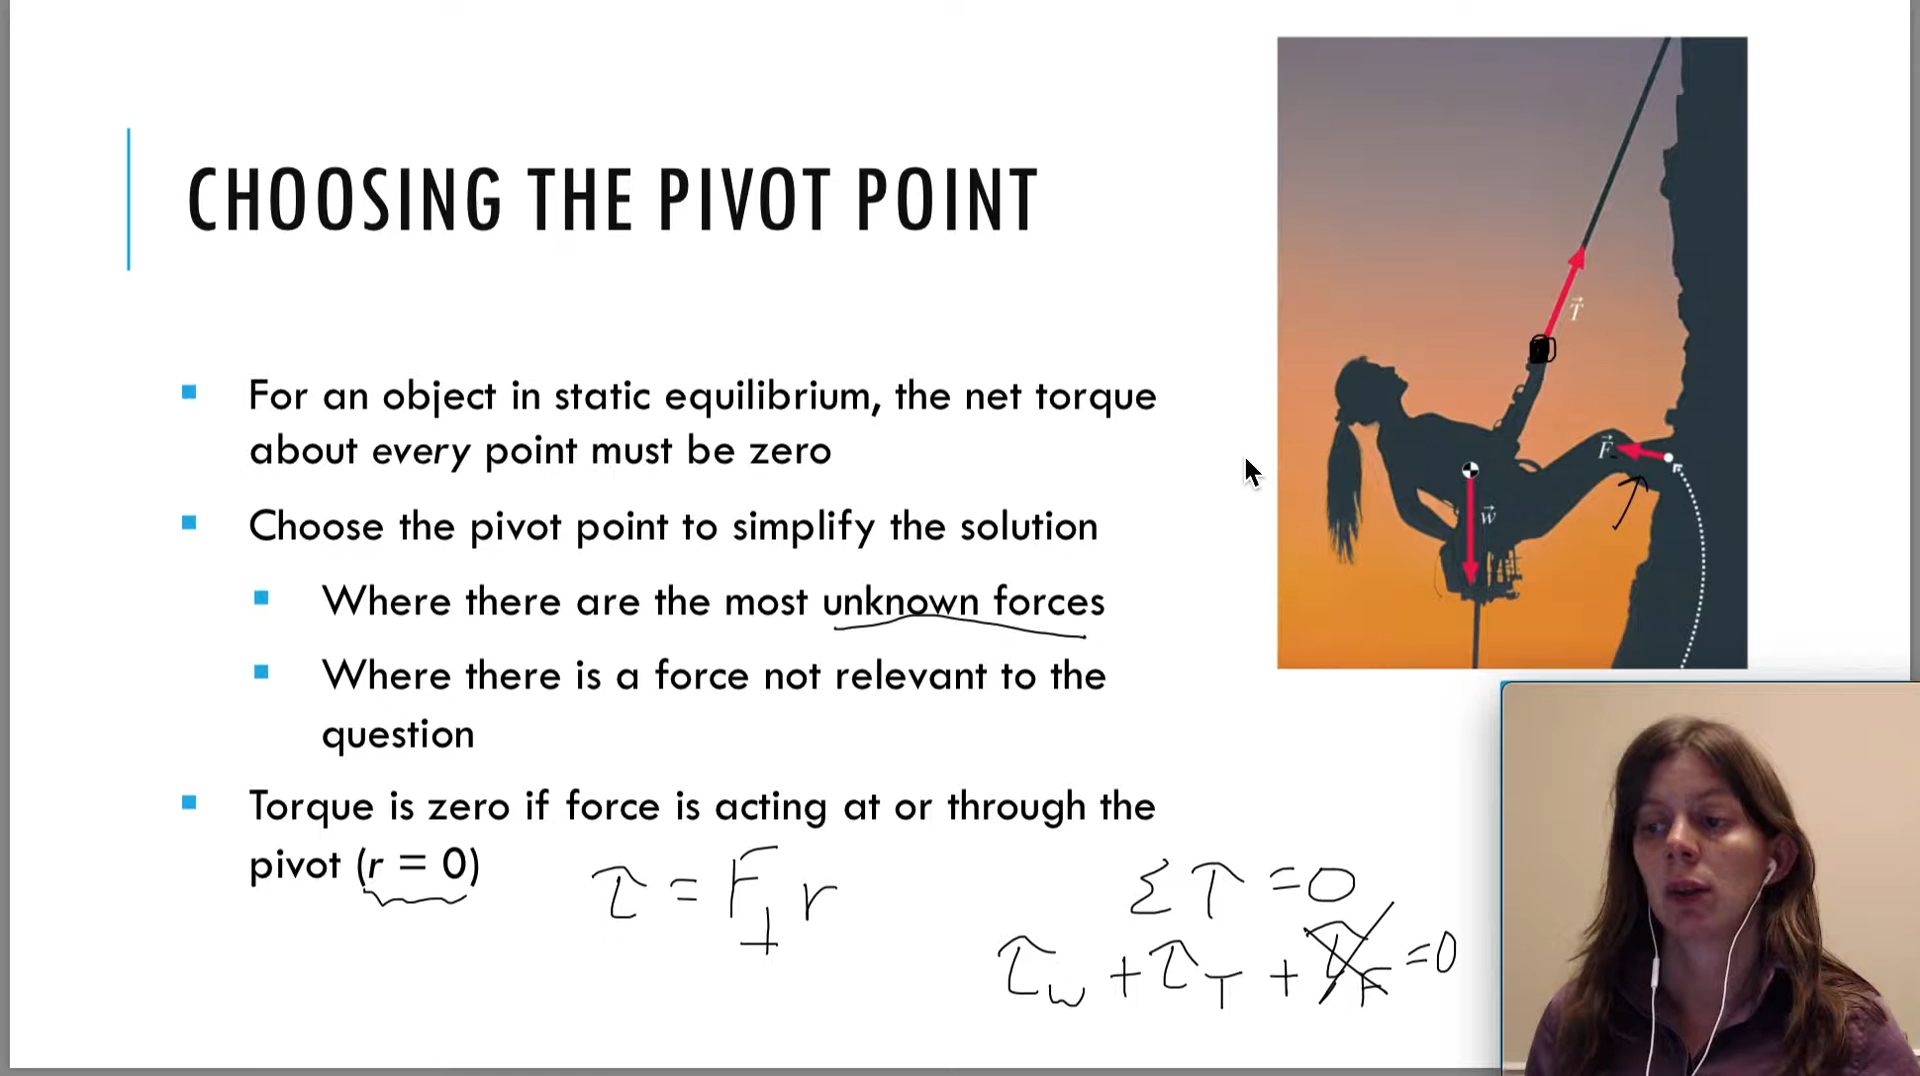 CHOOSING THE PIVOT POINT
For an object in static equilibrium, the net torque
about every point must be zero
Choose the pivot point to simplify the solution
Where there are the most unknown forces
Where there is a force not relevant to the
question
Torque is zero if force is acting at or through the
pivot (r = 0)
τ = F⊥ r
Στ = 0
τw + τT + τF = 0
T⃗
F⃗
w⃗